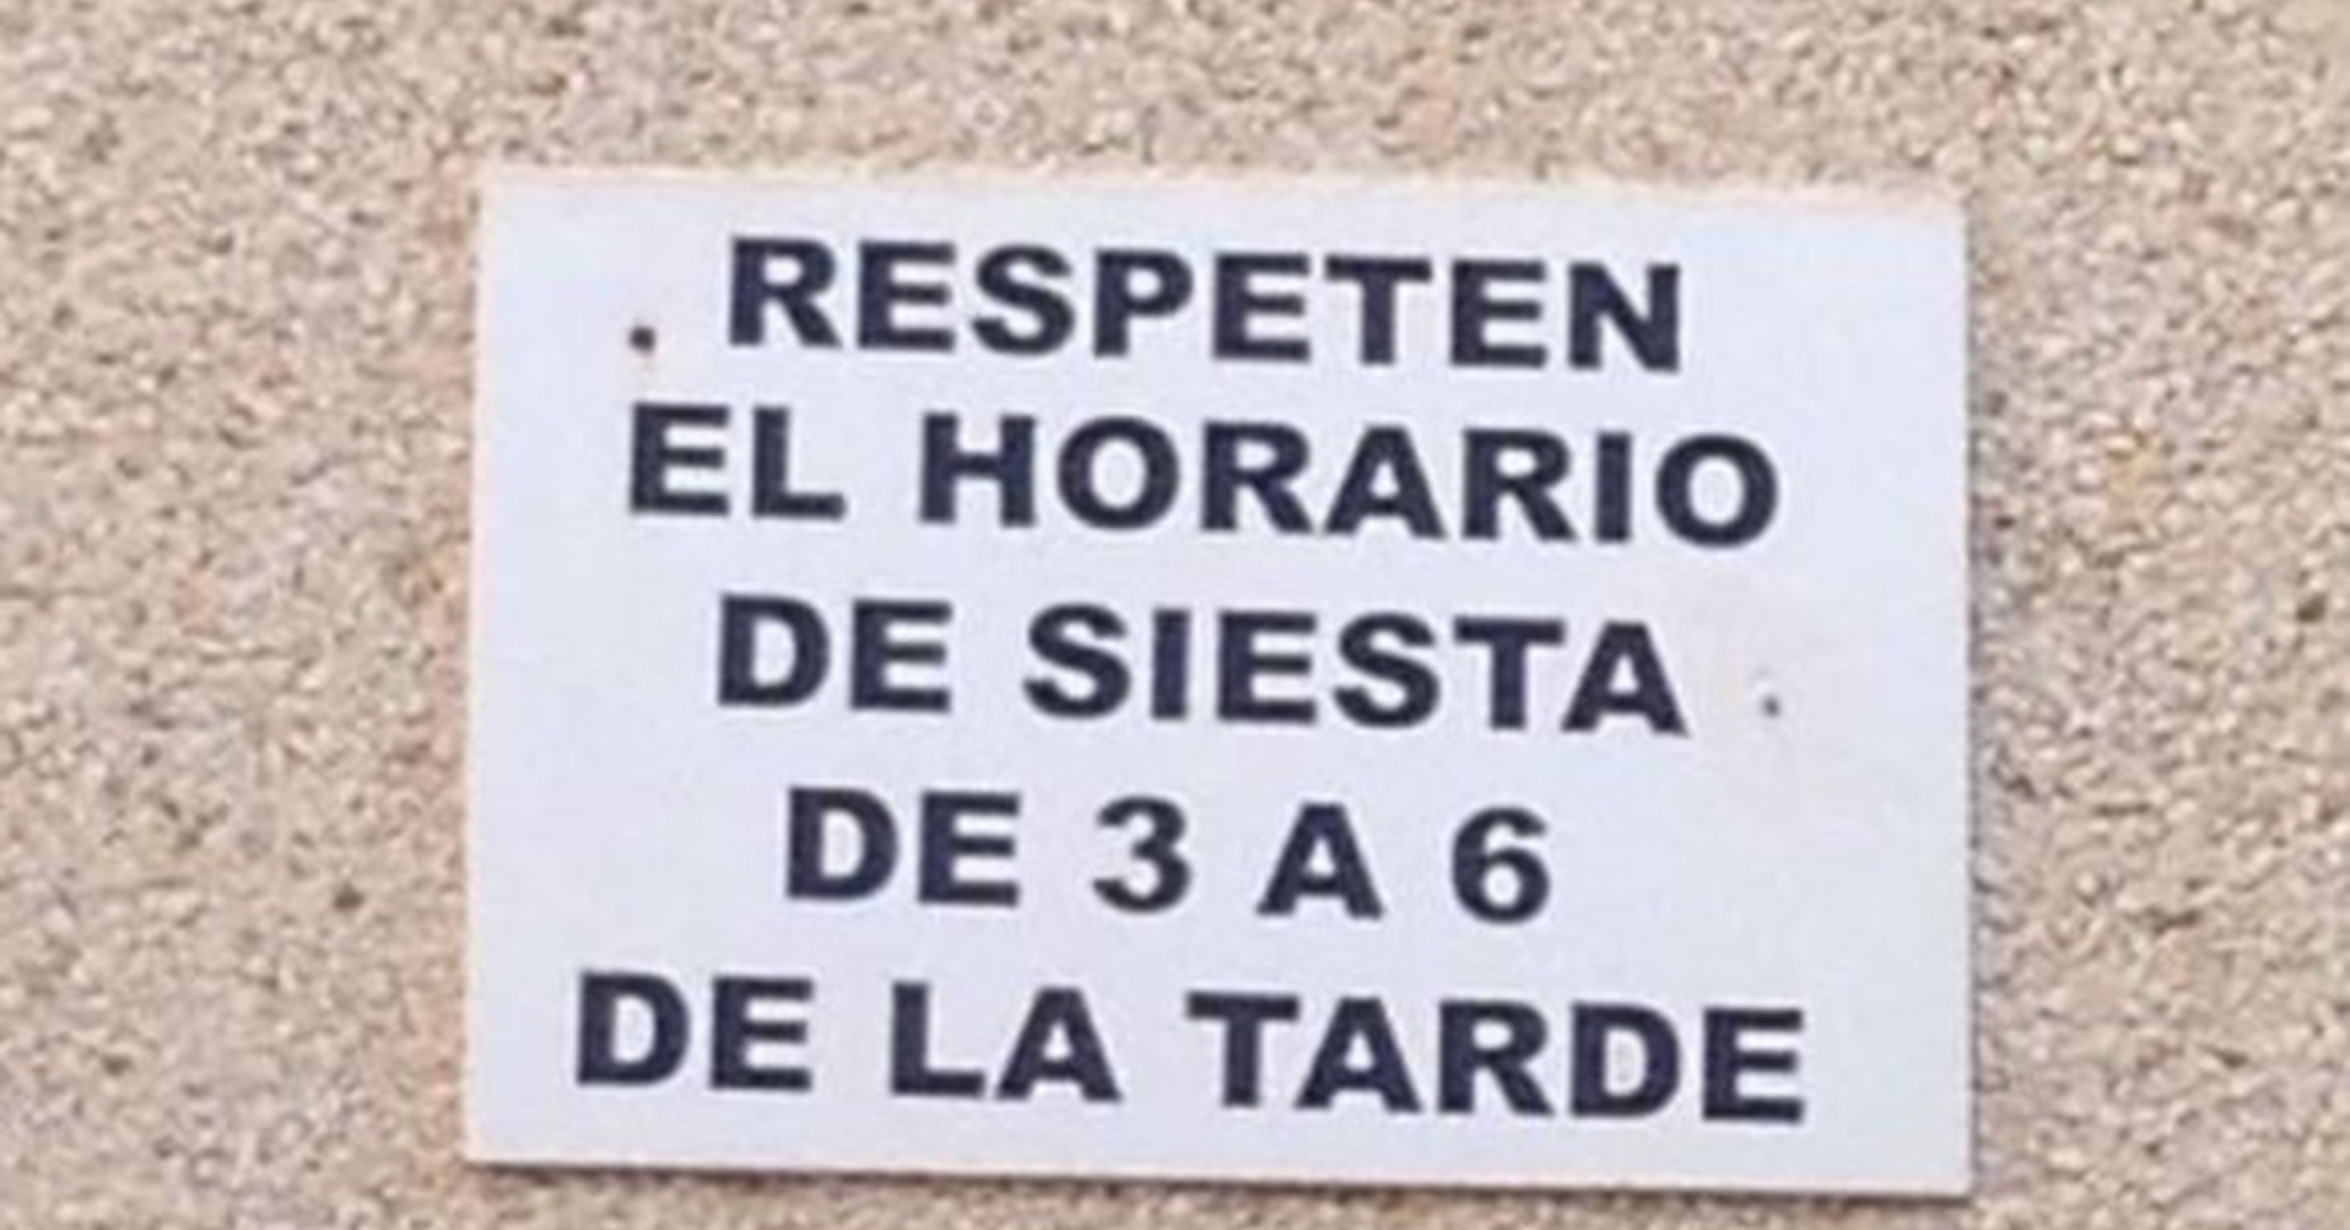 RESPETEN
EL HORARIO
DE SIESTA
DE 3 A 6
DE LA TARDE